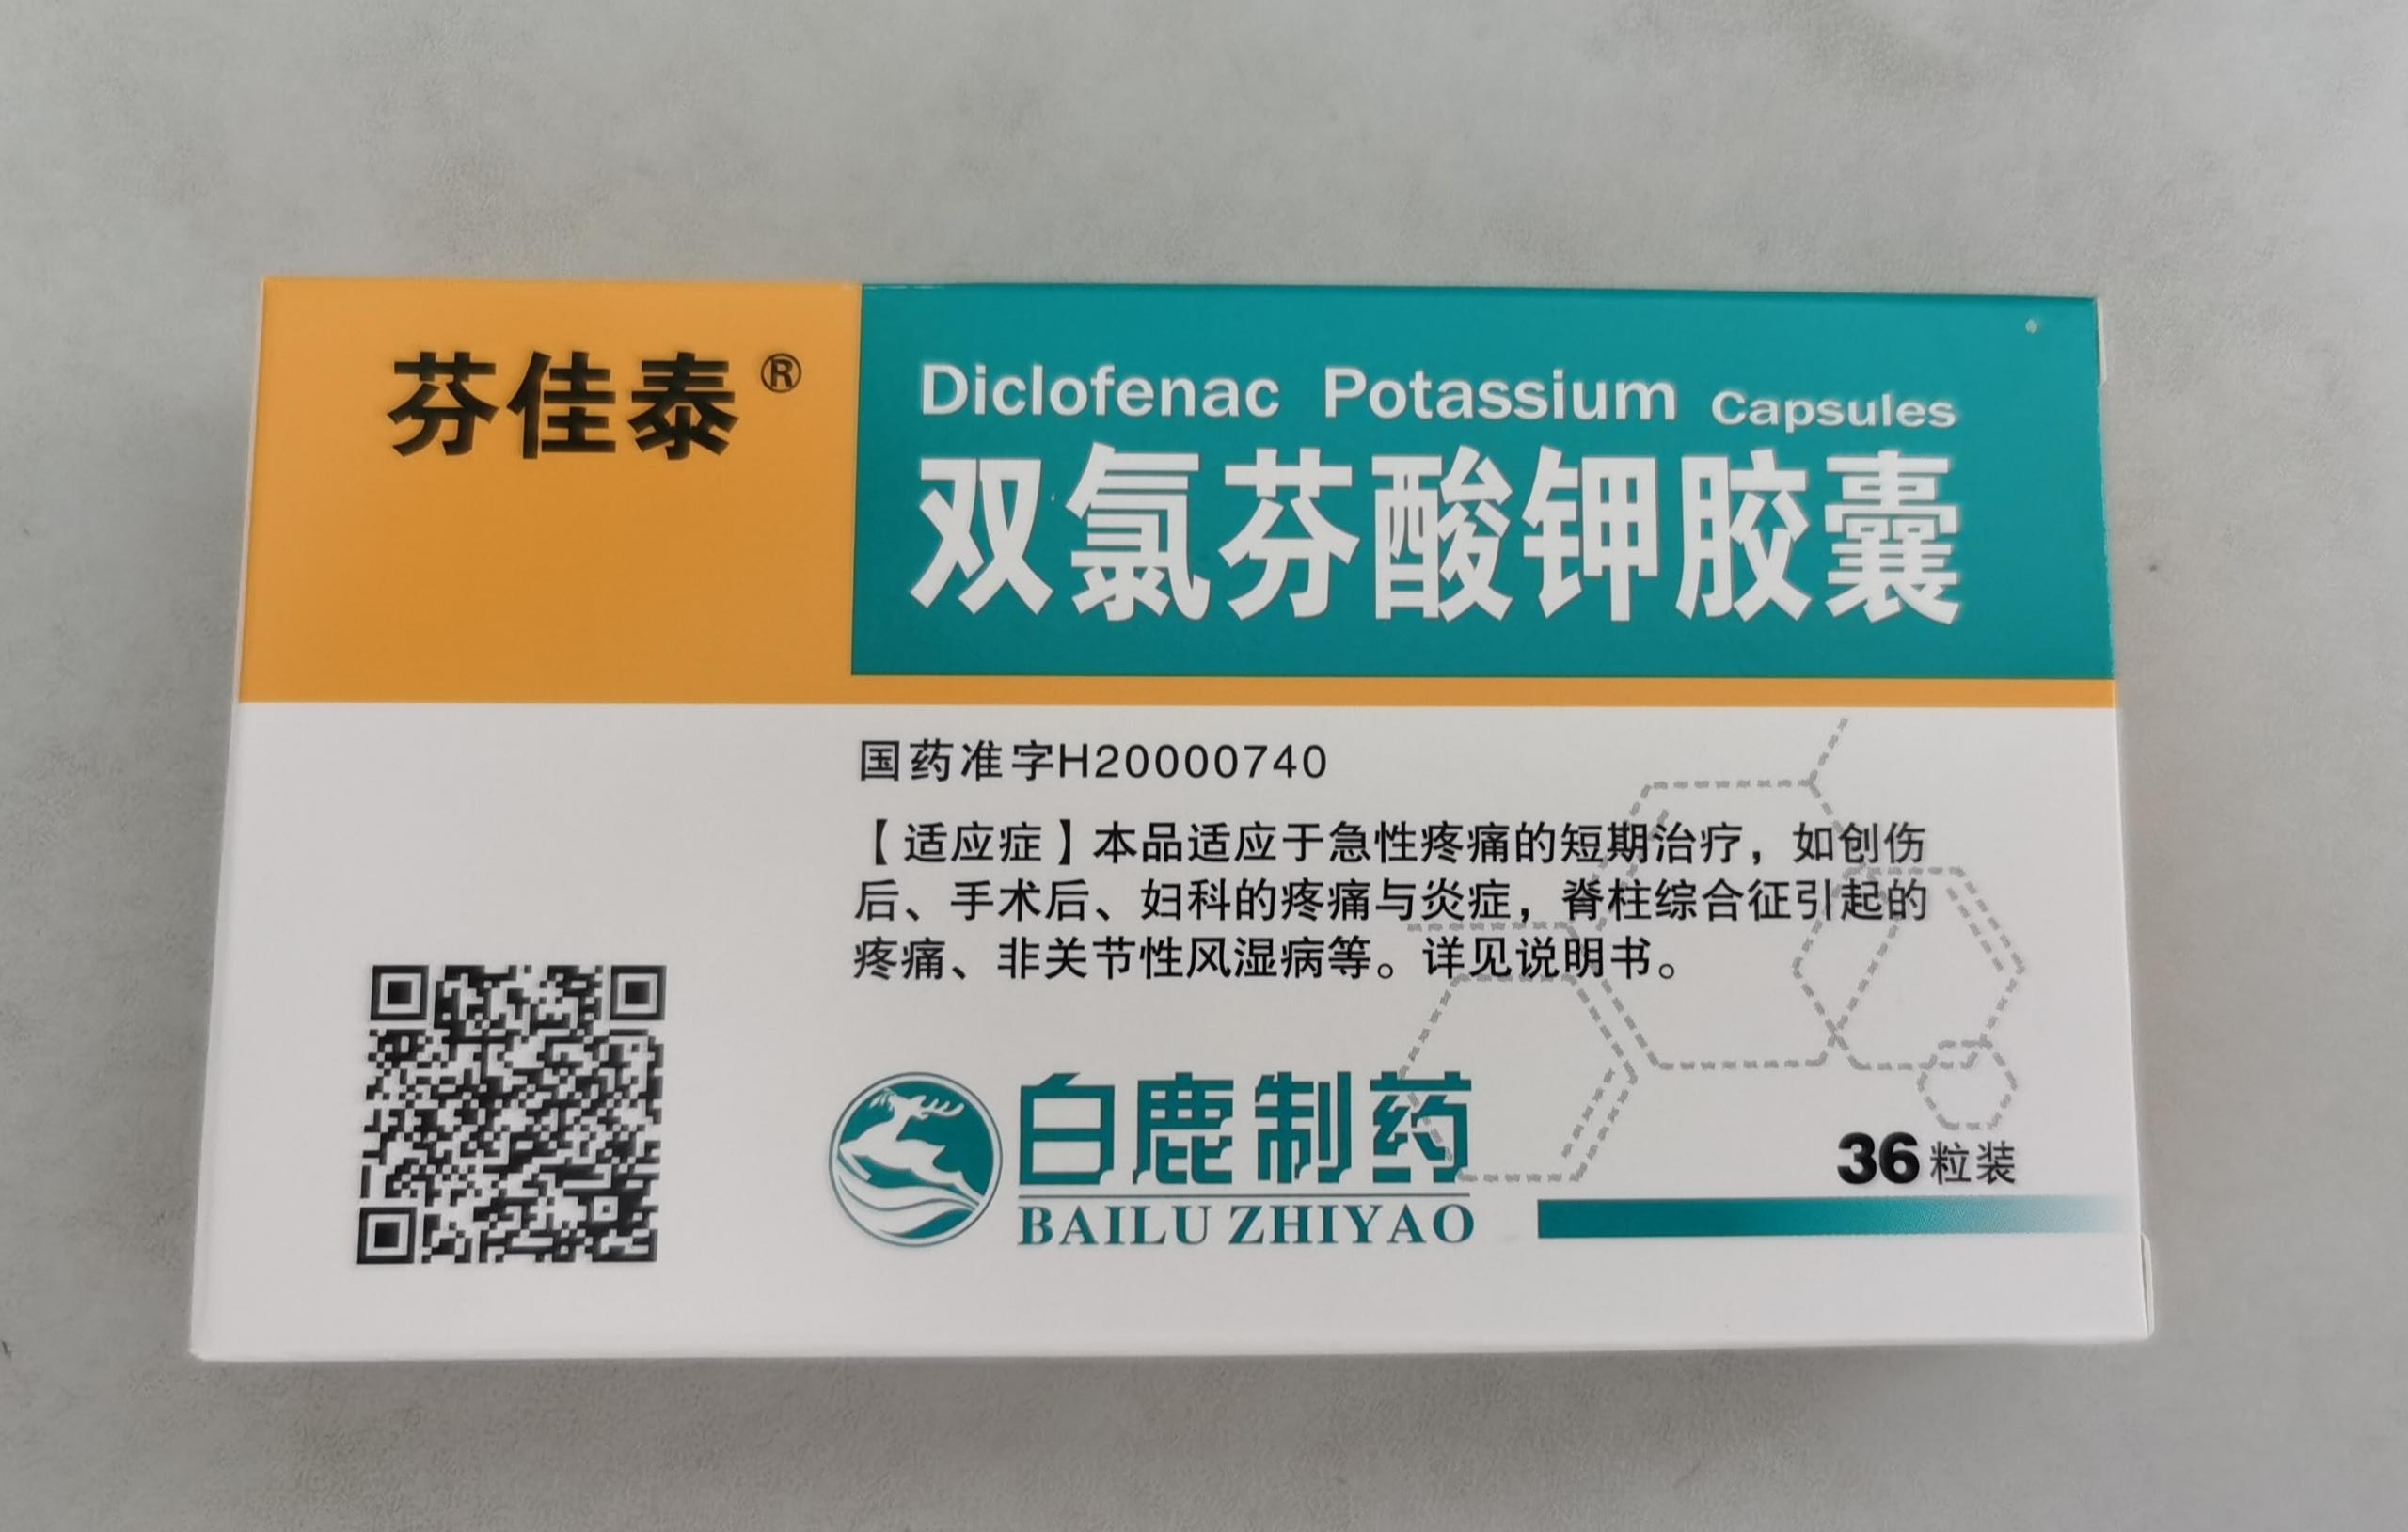 芬佳泰®
Diclofenac Potassium Capsules
双氯芬酸钾胶囊
国药准字H20000740
【适应症】本品适应于急性疼痛的短期治疗，如创伤
后、手术后、妇科的疼痛与炎症，脊柱综合征引起的
疼痛、非关节性风湿病等。详见说明书。
白鹿制药
BAILU ZHIYAO
36粒装